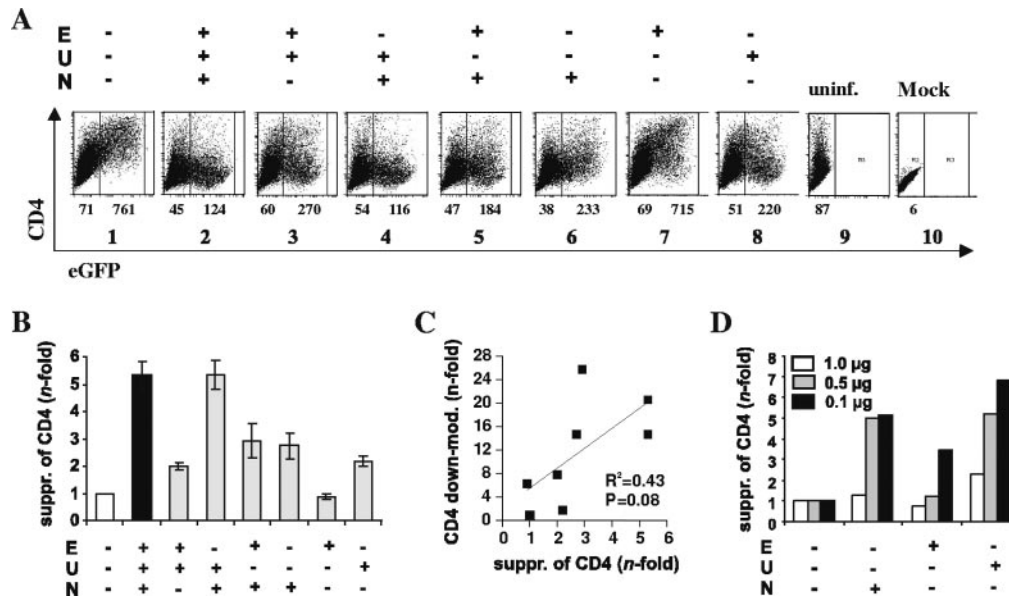 A
E - + + - + - + -
U - + + + - - - +
N - + - + + + - -
uninf. Mock
R1 R2 R3
CD4
71 761 45 124 60 270 54 116 47 184 38 233 69 715 51 220 87 6
1 2 3 4 5 6 7 8 9 10
eGFP
B
suppr. of CD4 (n-fold)
6
5
4
3
2
1
0
E - + + - + - + -
U - + + + - - - +
N - + - + + + - -
C
CD4 down-mod. (n-fold)
28
24
20
16
12
8
4
0
R²=0.43
P=0.08
0 1 2 3 4 5 6
suppr. of CD4 (n-fold)
D
suppr. of CD4 (n-fold)
8
7
6
5
4
3
2
1
0
1.0 µg
0.5 µg
0.1 µg
E - - + -
U - - - +
N - + - -